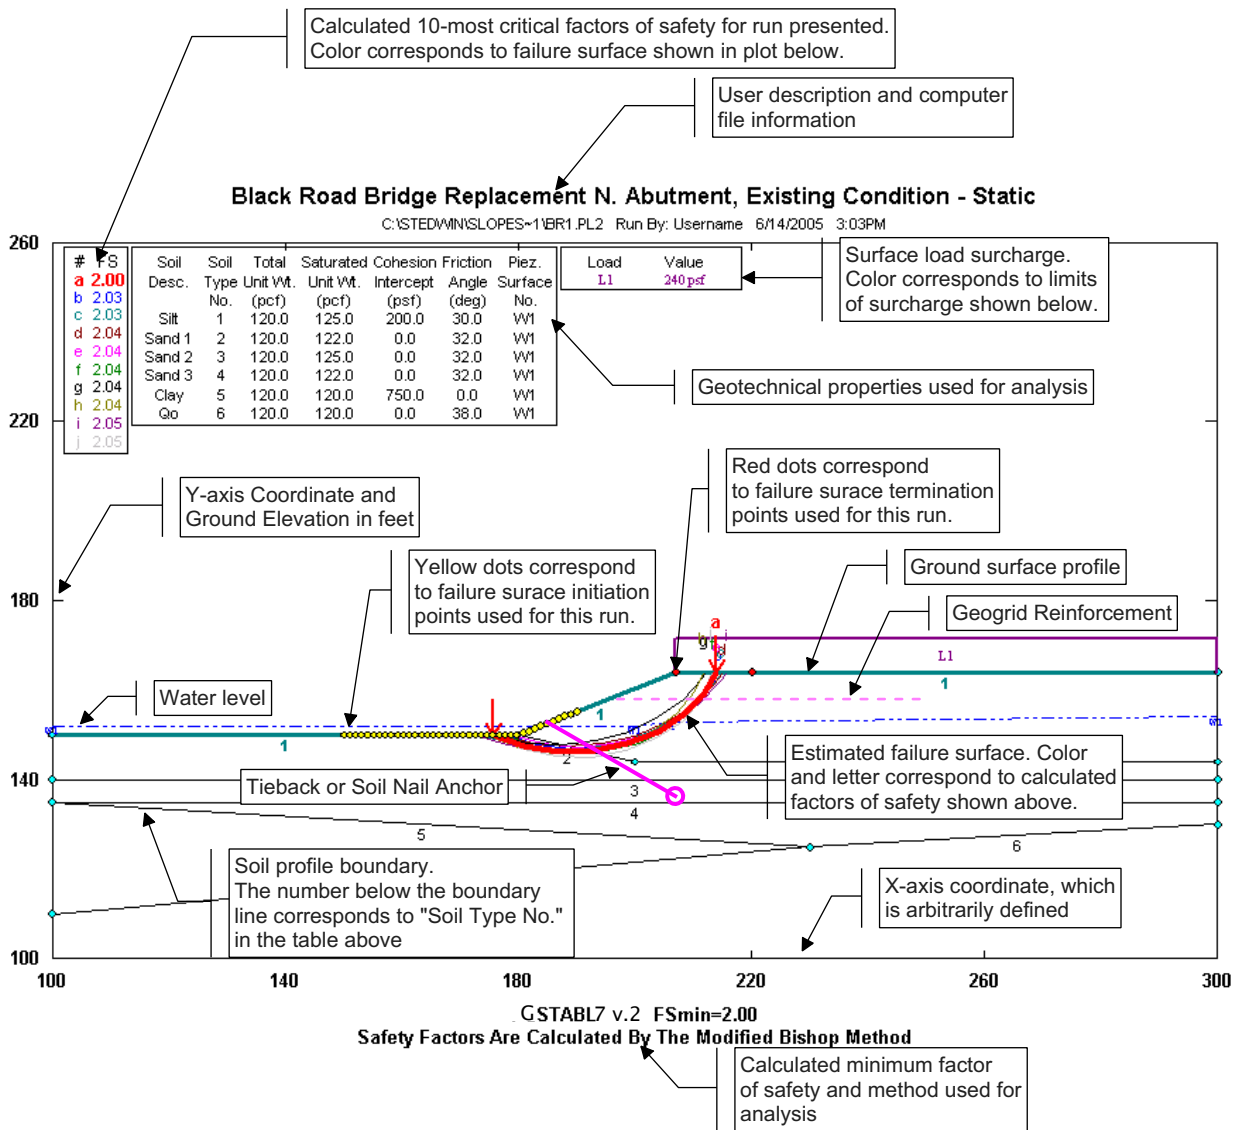 Calculated 10-most critical factors of safety for run presented.
Color corresponds to failure surface shown in plot below.
User description and computer
file information
Black Road Bridge Replacement N. Abutment, Existing Condition - Static
C:\STEDWIN\SLOPES~1\BR1.PL2 Run By: Username 6/14/2005 3:03PM
# FS
a 2.00
b 2.03
c 2.03
d 2.04
e 2.04
f 2.04
g 2.04
h 2.04
i 2.05
j 2.05
Soil Soil Total Saturated Cohesion Friction Piez.
Desc. Type Unit Wt. Unit Wt. Intercept Angle Surface
No. (pcf) (pcf) (psf) (deg) No.
Silt 1 120.0 125.0 200.0 30.0 W1
Sand 1 2 120.0 122.0 0.0 32.0 W1
Sand 2 3 120.0 125.0 0.0 32.0 W1
Sand 3 4 120.0 122.0 0.0 32.0 W1
Clay 5 120.0 120.0 750.0 0.0 W1
Qo 6 120.0 120.0 0.0 38.0 W1
Load Value
L1 240 psf
Surface load surcharge.
Color corresponds to limits
of surcharge shown below.
Geotechnical properties used for analysis
Y-axis Coordinate and
Ground Elevation in feet
Red dots correspond
to failure surace termination
points used for this run.
Yellow dots correspond
to failure surace initiation
points used for this run.
Ground surface profile
Geogrid Reinforcement
Water level
Tieback or Soil Nail Anchor
Estimated failure surface. Color
and letter correspond to calculated
factors of safety shown above.
Soil profile boundary.
The number below the boundary
line corresponds to "Soil Type No."
in the table above
X-axis coordinate, which
is arbitrarily defined
a
L1
1
1
1
2
3
4
5
6
260
220
180
140
100
100 140 180 220 260 300
GSTABL7 v.2 FSmin=2.00
Safety Factors Are Calculated By The Modified Bishop Method
Calculated minimum factor
of safety and method used for
analysis